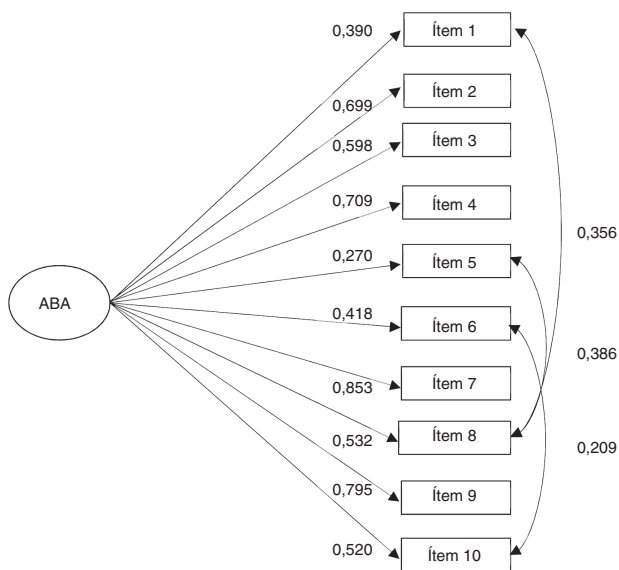 0,390 Ítem 1
0,699 Ítem 2
0,598 Ítem 3
0,709 Ítem 4
0,356
0,270 Ítem 5
ABA
0,418 Ítem 6
0,386
0,853 Ítem 7
0,532 Ítem 8
0,209
0,795 Ítem 9
0,520 Ítem 10